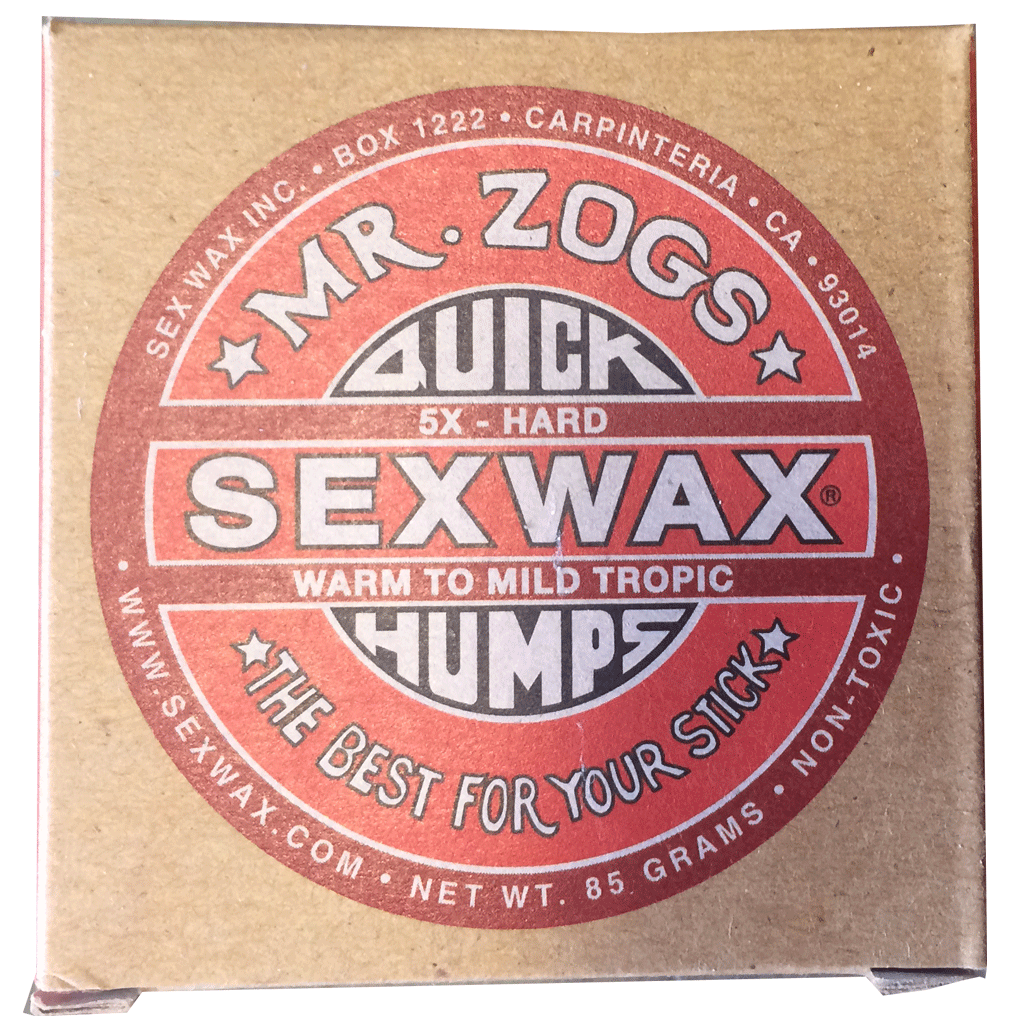 SEX WAX INC. • BOX 1222 • CARPINTERIA • CA • 93014
MR. ZOGS
QUICK
5X - HARD
SEXWAX®
WARM TO MILD TROPIC
HUMPS
THE BEST FOR YOUR STICK
• WWW.SEXWAX.COM • NET WT. 85 GRAMS • NON-TOXIC •